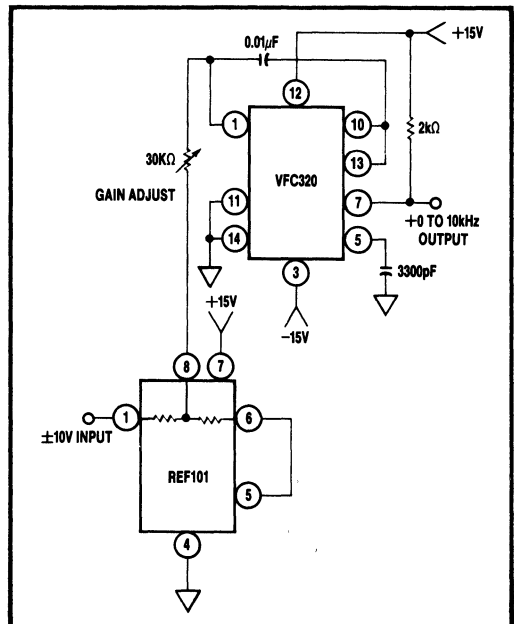 0.01μF
+15V
12
1
10
2kΩ
30KΩ
VFC320
13
GAIN ADJUST
11
7
+0 TO 10kHz
OUTPUT
14
5
3
3300pF
+15V
−15V
8
7
1
6
±10V INPUT
REF101
5
4